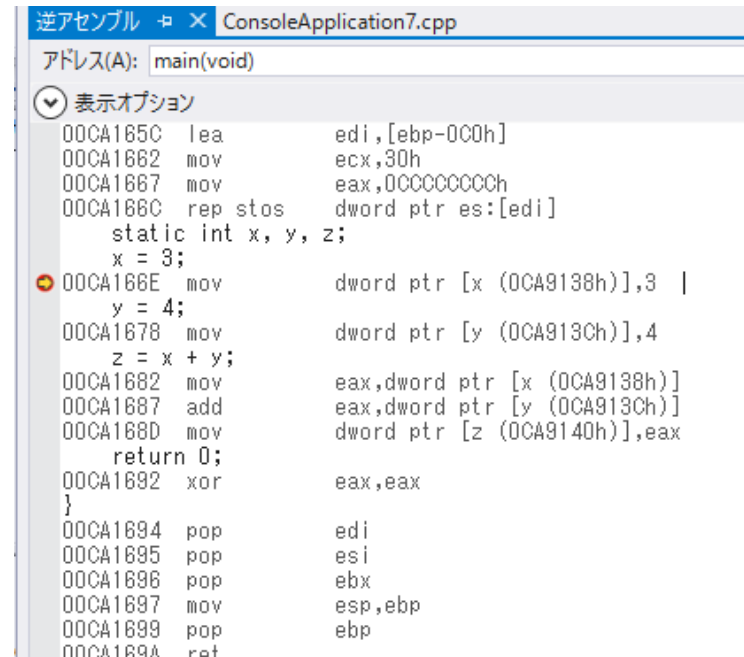 逆アセンブル ConsoleApplication7.cpp
アドレス(A): main(void)
表示オプション
00CA165C lea edi,[ebp-0C0h]
00CA1662 mov ecx,30h
00CA1667 mov eax,0CCCCCCCCh
00CA166C rep stos dword ptr es:[edi]
static int x, y, z;
x = 3;
00CA166E mov dword ptr [x (0CA9138h)],3
y = 4;
00CA1678 mov dword ptr [y (0CA913Ch)],4
z = x + y;
00CA1682 mov eax,dword ptr [x (0CA9138h)]
00CA1687 add eax,dword ptr [y (0CA913Ch)]
00CA168D mov dword ptr [z (0CA9140h)],eax
return 0;
00CA1692 xor eax,eax
}
00CA1694 pop edi
00CA1695 pop esi
00CA1696 pop ebx
00CA1697 mov esp,ebp
00CA1699 pop ebp
00CA169A ret